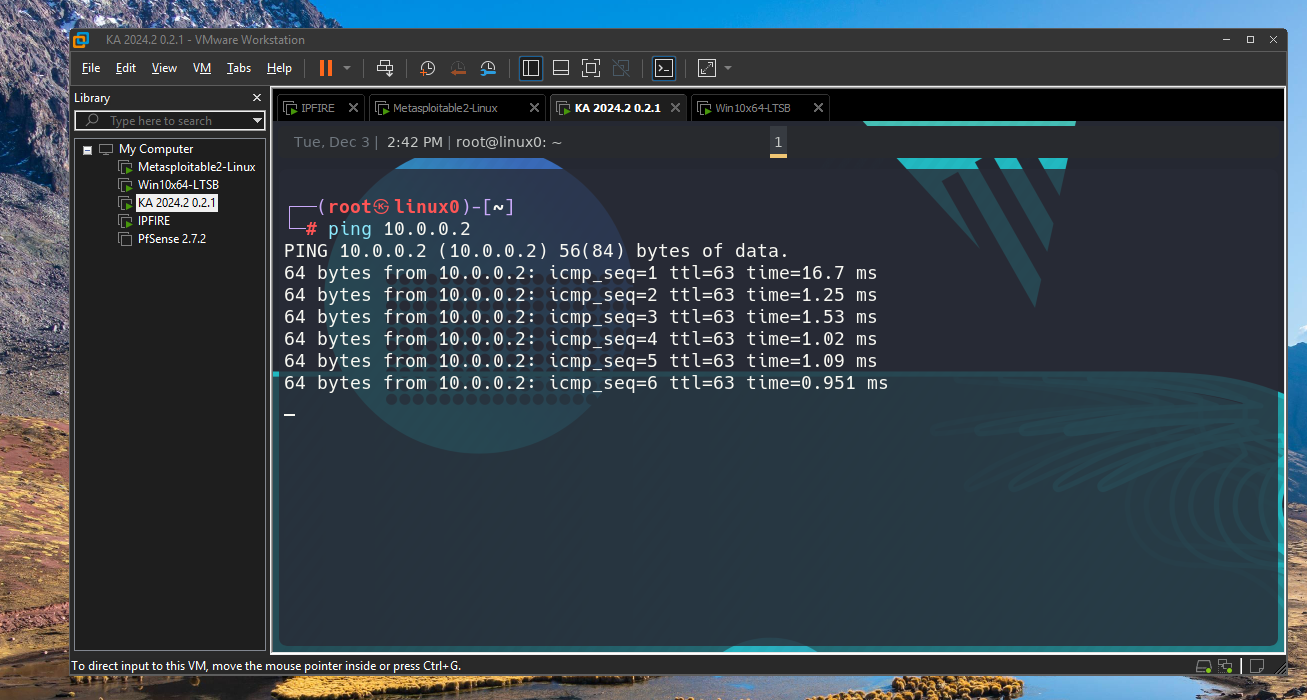 KA 2024.2 0.2.1 - VMware Workstation
File Edit View VM Tabs Help
Library
Type here to search
My Computer
Metasploitable2-Linux
Win10x64-LTSB
KA 2024.2 0.2.1
IPFIRE
PfSense 2.7.2
IPFIRE Metasploitable2-Linux KA 2024.2 0.2.1 Win10x64-LTSB
Tue, Dec 3 | 2:42 PM | root@linux0: ~ 1
┌──(root㉿linux0)-[~]
└─# ping 10.0.0.2
PING 10.0.0.2 (10.0.0.2) 56(84) bytes of data.
64 bytes from 10.0.0.2: icmp_seq=1 ttl=63 time=16.7 ms
64 bytes from 10.0.0.2: icmp_seq=2 ttl=63 time=1.25 ms
64 bytes from 10.0.0.2: icmp_seq=3 ttl=63 time=1.53 ms
64 bytes from 10.0.0.2: icmp_seq=4 ttl=63 time=1.02 ms
64 bytes from 10.0.0.2: icmp_seq=5 ttl=63 time=1.09 ms
64 bytes from 10.0.0.2: icmp_seq=6 ttl=63 time=0.951 ms
To direct input to this VM, move the mouse pointer inside or press Ctrl+G.